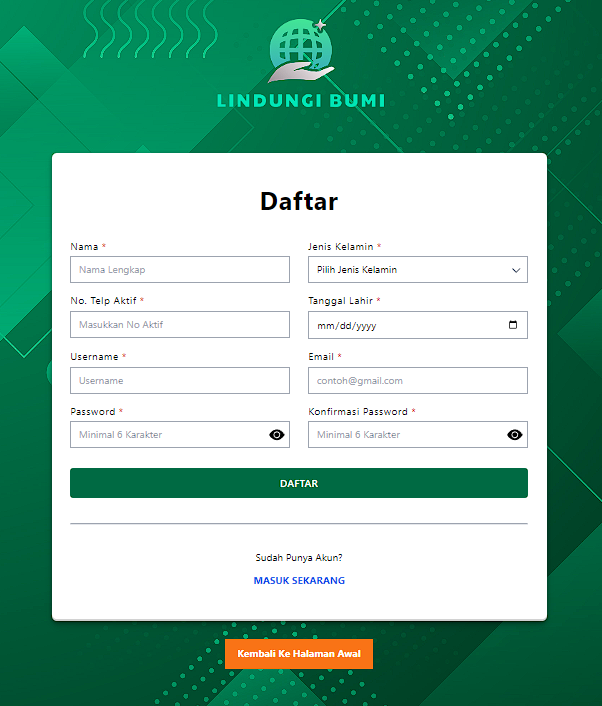 LINDUNGI BUMI
Daftar
Nama *
Jenis Kelamin *
Nama Lengkap
Pilih Jenis Kelamin
No. Telp Aktif *
Tanggal Lahir *
Masukkan No Aktif
mm/dd/yyyy
Username *
Email *
Username
contoh@gmail.com
Password *
Konfirmasi Password *
Minimal 6 Karakter
Minimal 6 Karakter
DAFTAR
Sudah Punya Akun?
MASUK SEKARANG
Kembali Ke Halaman Awal